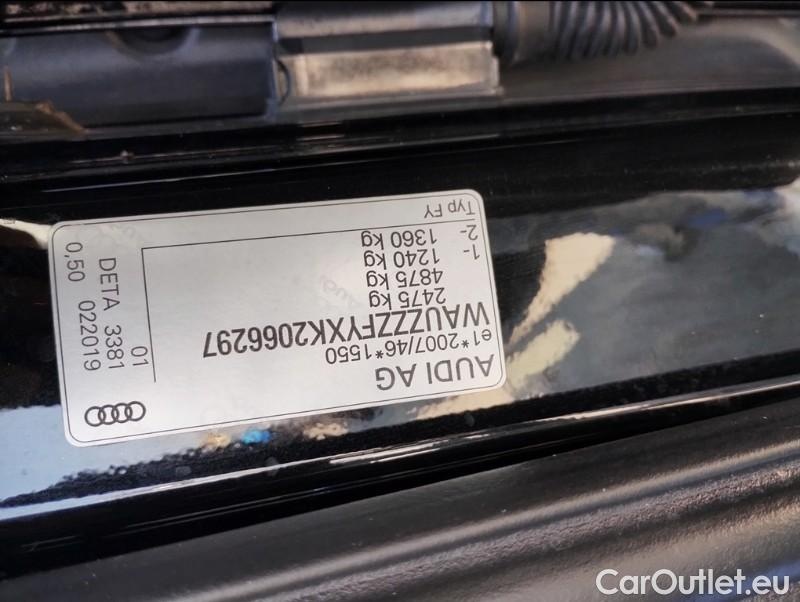 AUDI AG
e1*2007/46*1550
WAUZZZFYXK2066297
2475 kg
4875 kg
1- 1240 kg
2- 1360 kg
Typ FY
DETA 3381 01
0,50 022019
CarOutlet.eu